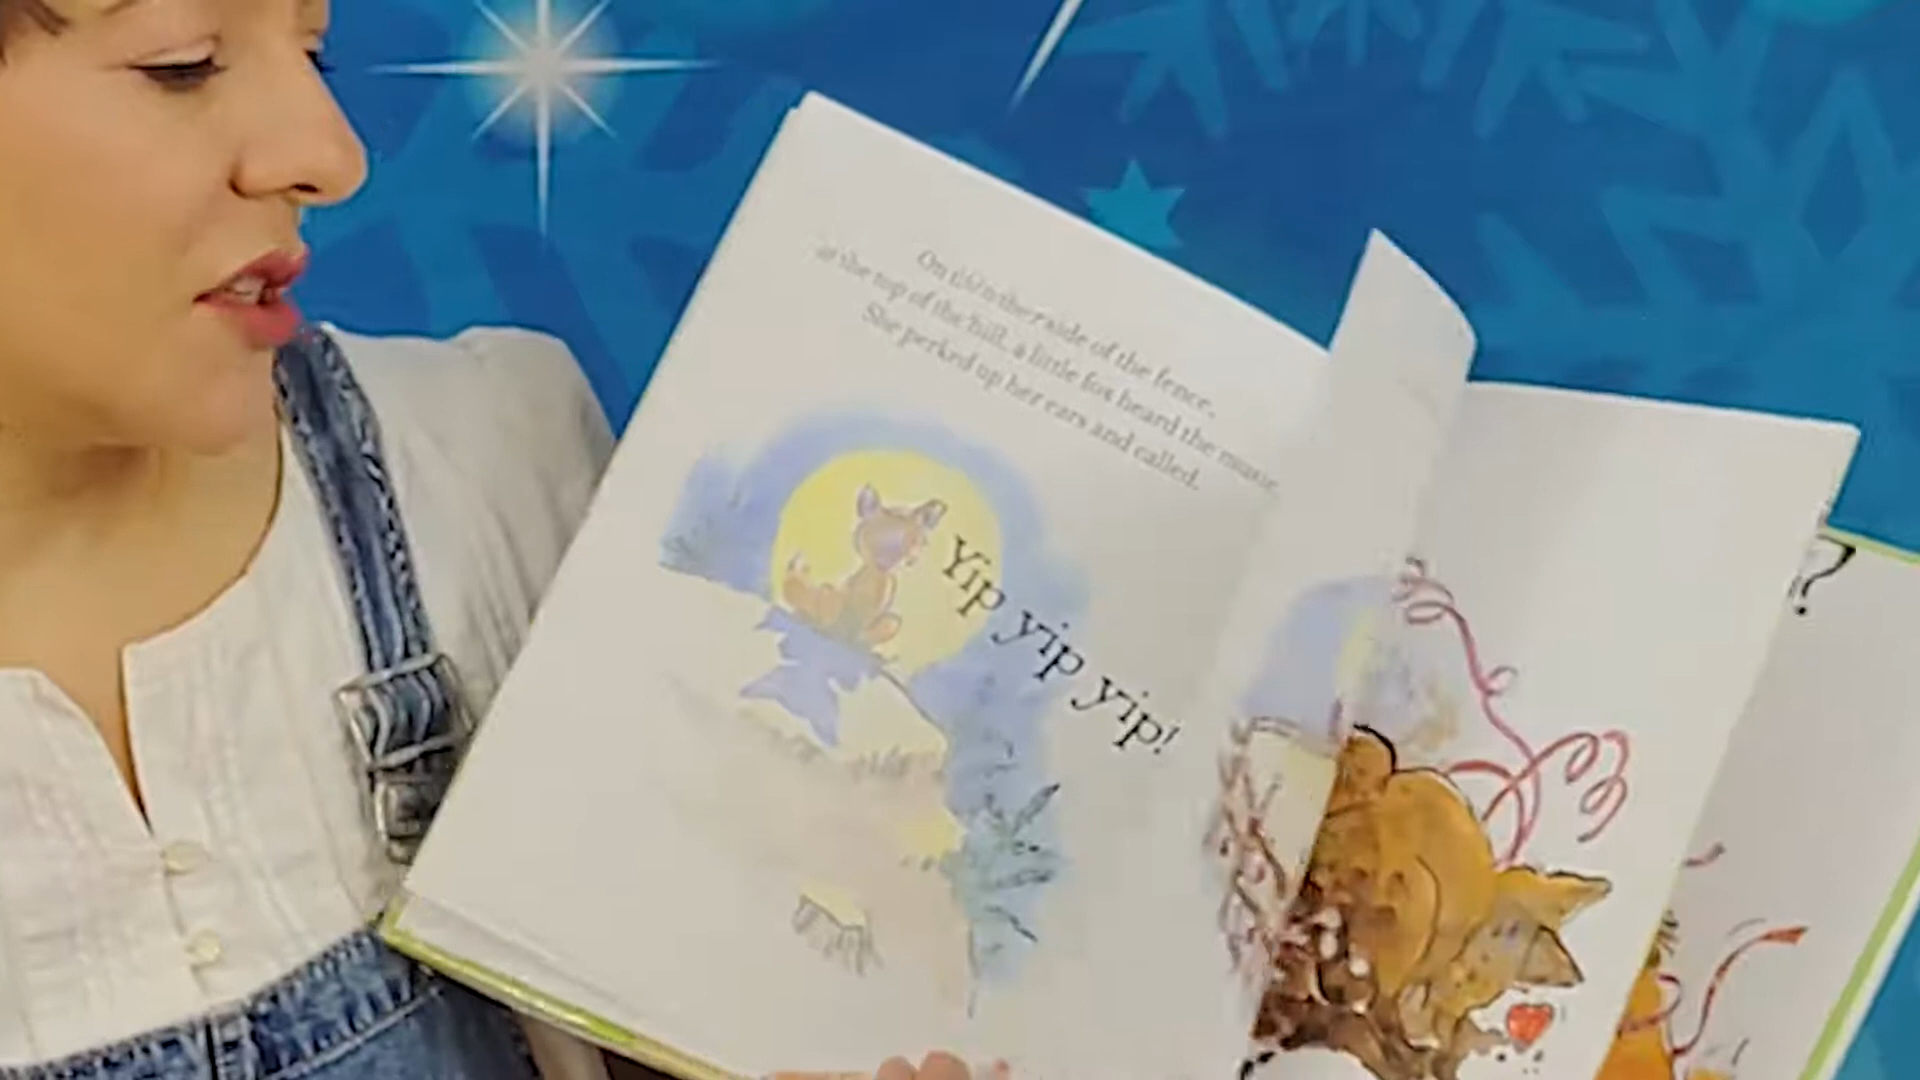 On the other side of the fence,
at the top of the hill, a little fox heard the music.
She perked up her ears and called,
Yip yip yip!
?